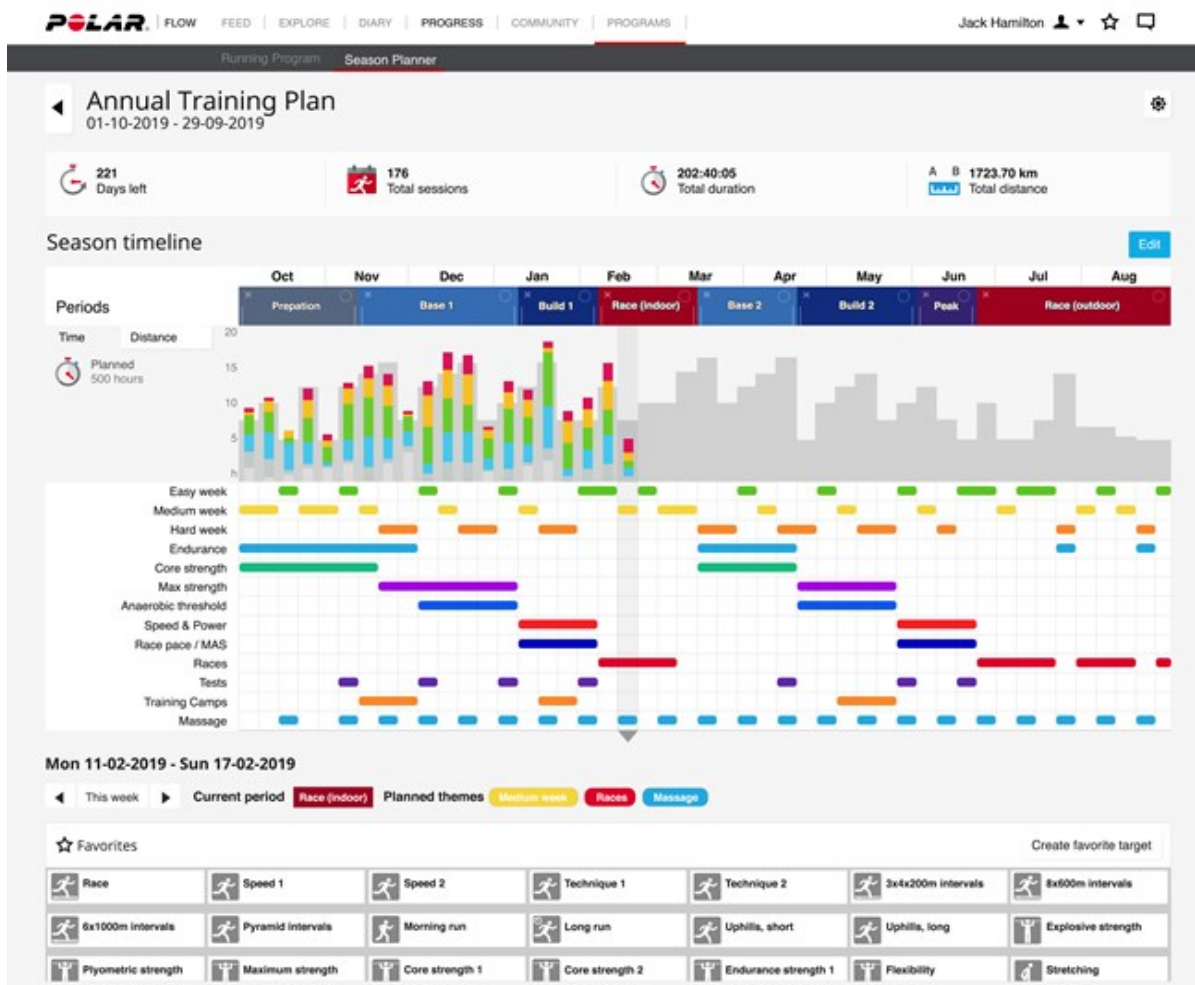 POLAR. FLOW FEED EXPLORE DIARY PROGRESS COMMUNITY PROGRAMS Jack Hamilton
Running Program Season Planner
Annual Training Plan
01-10-2019 - 29-09-2019
221
Days left
176
Total sessions
202:40:05
Total duration
A B 1723.70 km
Total distance
Season timeline Edit
Oct Nov Dec Jan Feb Mar Apr May Jun Jul Aug
Periods Prepation Base 1 Build 1 Race (indoor) Base 2 Build 2 Peak Race (outdoor)
Time Distance
Planned
500 hours
20
15
10
5
h
Easy week
Medium week
Hard week
Endurance
Core strength
Max strength
Anaerobic threshold
Speed & Power
Race pace / MAS
Races
Tests
Training Camps
Massage
Mon 11-02-2019 - Sun 17-02-2019
This week Current period Race (indoor) Planned themes Medium week Races Massage
Favorites Create favorite target
Race Speed 1 Speed 2 Technique 1 Technique 2 3x4x200m intervals 8x600m intervals
6x1000m intervals Pyramid intervals Morning run Long run Uphills, short Uphills, long Explosive strength
Plyometric strength Maximum strength Core strength 1 Core strength 2 Endurance strength 1 Flexibility Stretching